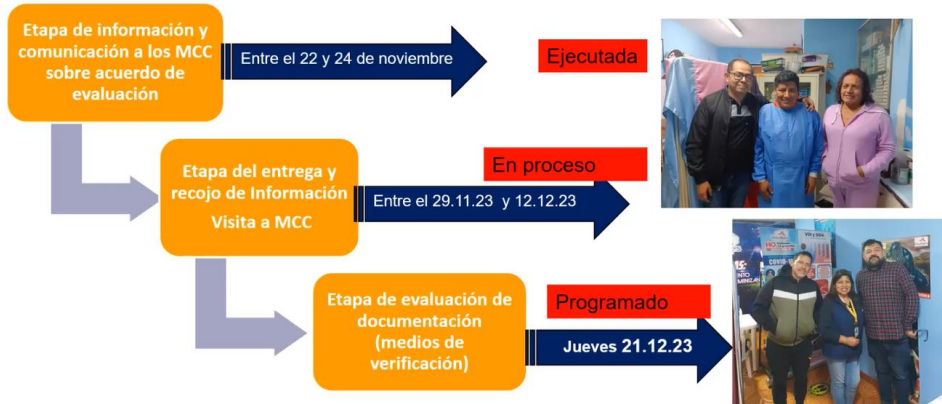 Etapa de información y
comunicación a los MCC
sobre acuerdo de
evaluación
Entre el 22 y 24 de noviembre
Ejecutada
Etapa del entrega y
recojo de Información
Visita a MCC
En proceso
Entre el 29.11.23 y 12.12.23
Etapa de evaluación de
documentación
(medios de
verificación)
Programado
Jueves 21.12.23
COVID-1